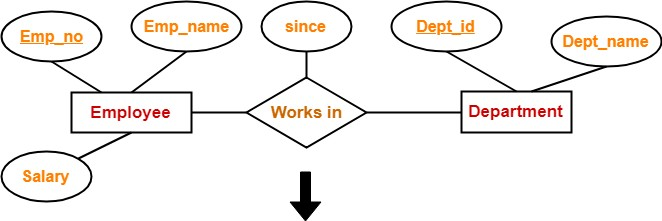 Emp_no
Emp_name
since
Dept_id
Dept_name
Employee
Works in
Department
Salary